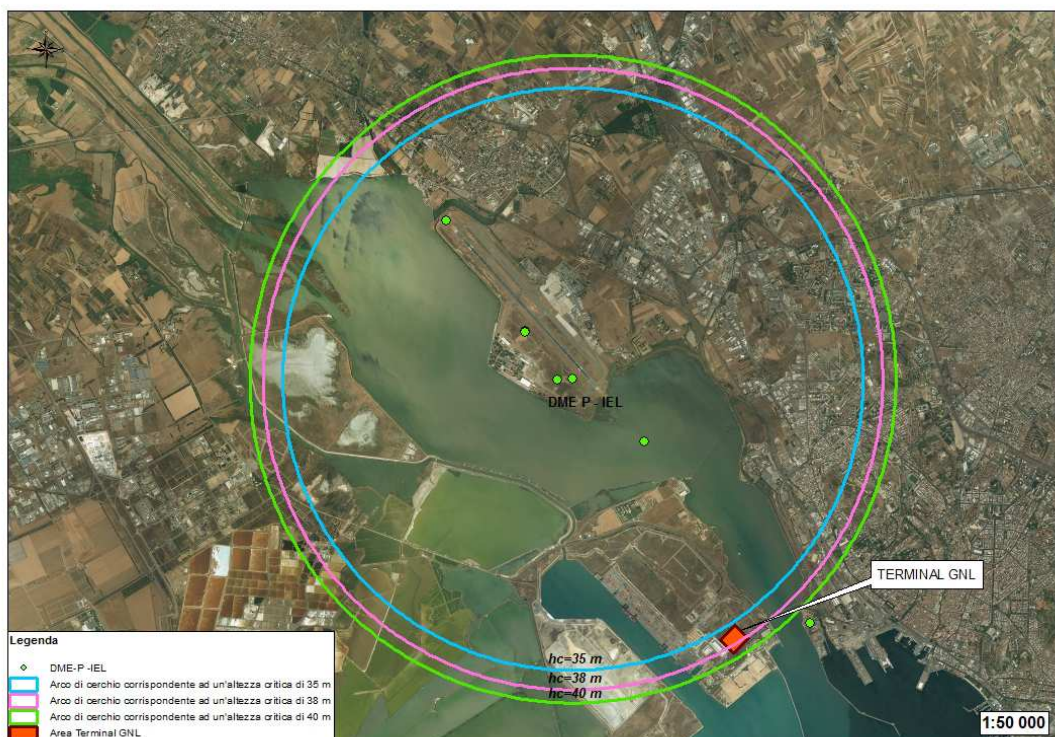 DME P - IEL
TERMINAL GNL
hc=35 m
hc=38 m
hc=40 m
Legenda
DME-P -IEL
Arco di cerchio corrispondente ad un'altezza critica di 35 m
Arco di cerchio corrispondente ad un'altezza critica di 38 m
Arco di cerchio corrispondente ad un'altezza critica di 40 m
Area Terminal GNL
1:50 000